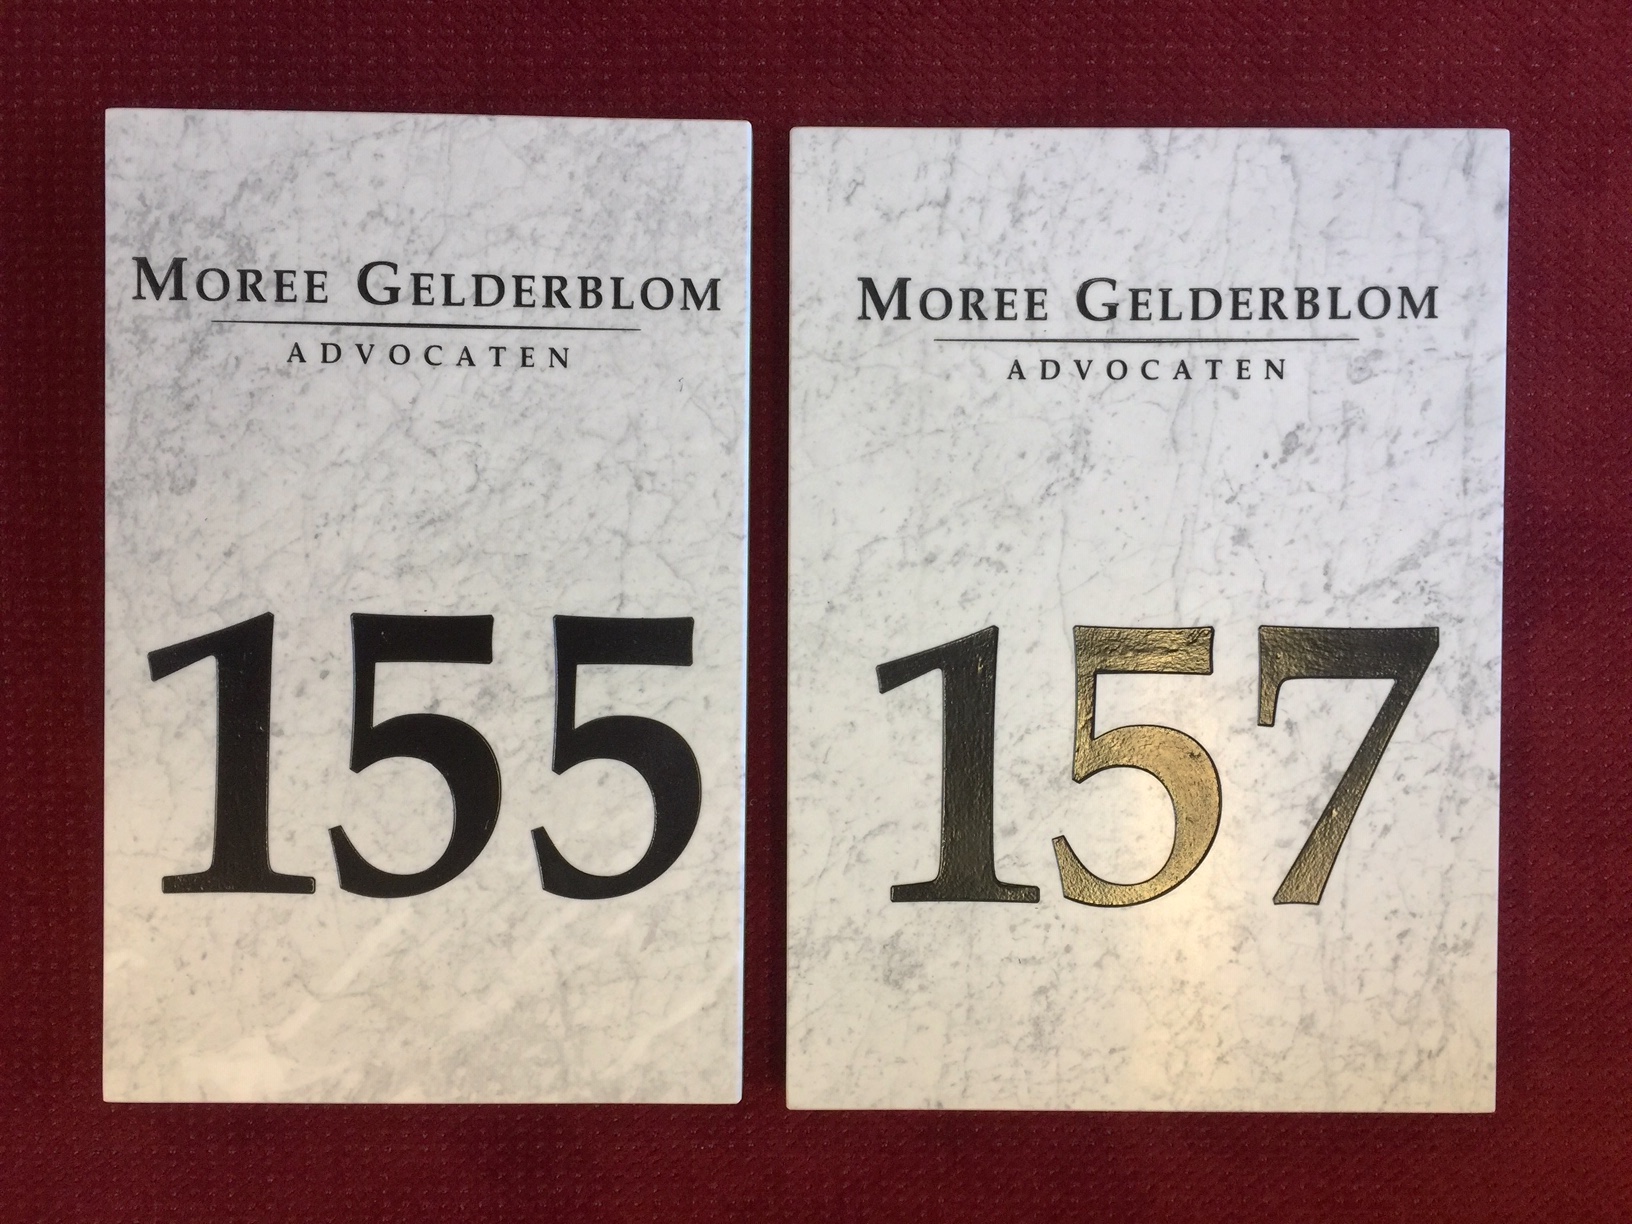 MOREE GELDERBLOM
ADVOCATEN
155
MOREE GELDERBLOM
ADVOCATEN
157